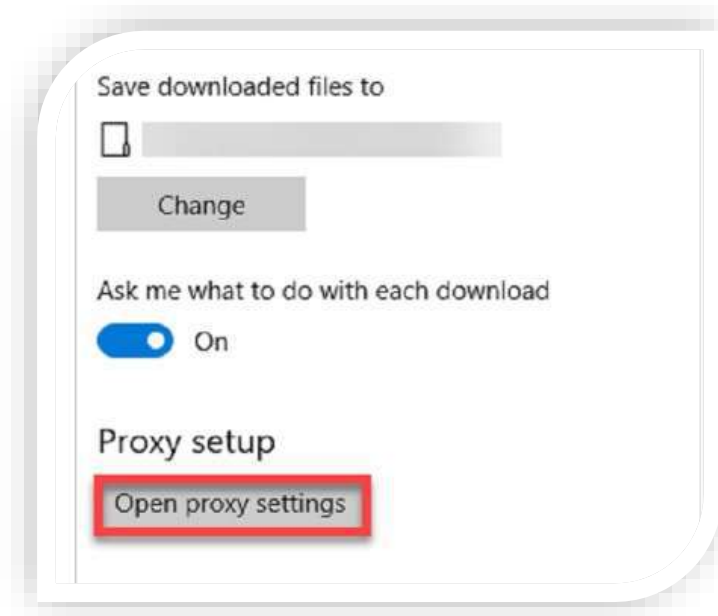 Save downloaded files to
Change
Ask me what to do with each download
On
Proxy setup
Open proxy settings